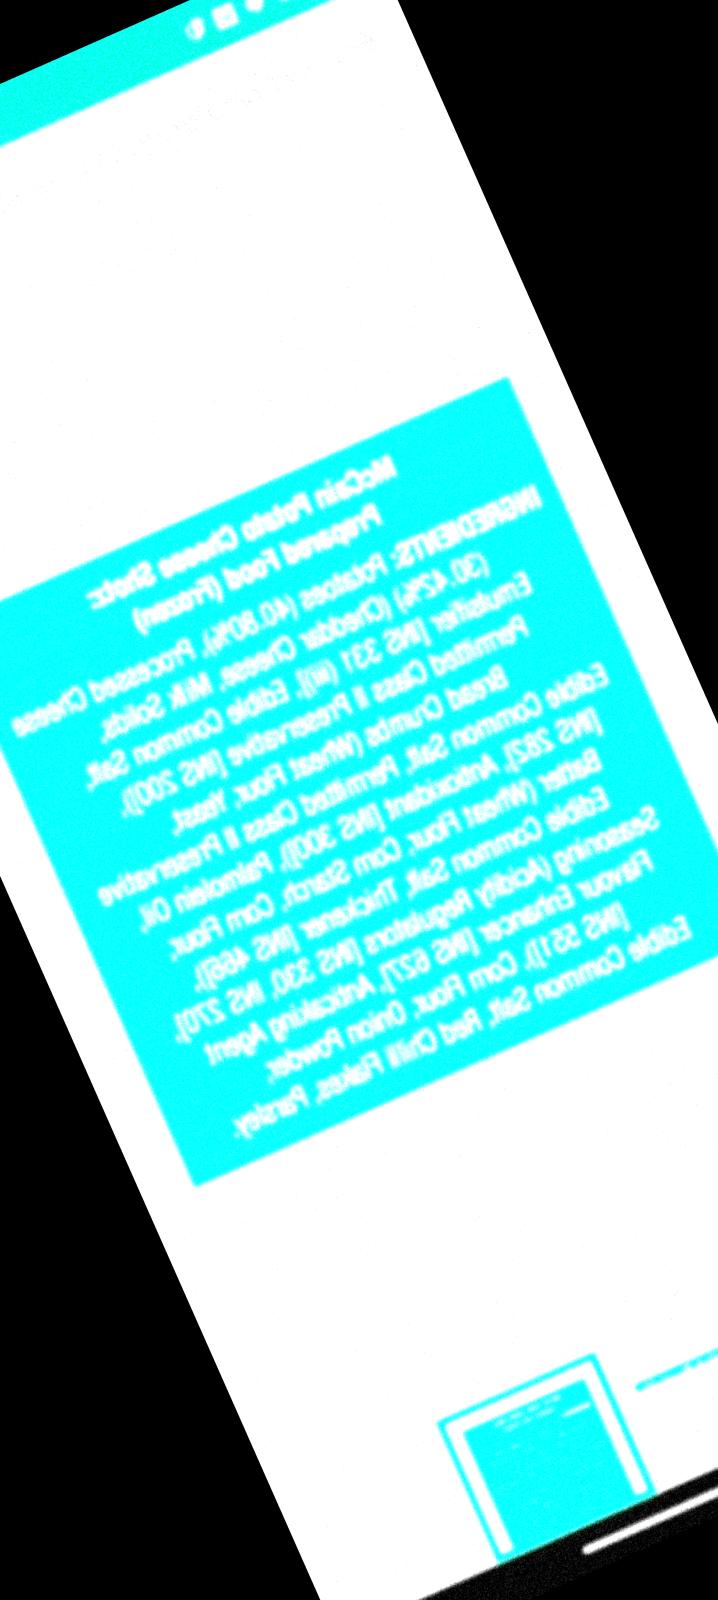 McCain Potato Cheese Shotz
Prepared Food (Frozen)
INGREDIENTS: Potatoes (40.80%), Processed Cheese
(30.42%) (Cheddar Cheese, Milk Solids,
Emulsifier [INS 331 (iii)], Edible Common Salt,
Permitted Class II Preservative [INS 200]),
Bread Crumbs (Wheat Flour, Yeast,
Edible Common Salt, Permitted Class II Preservative
[INS 282], Antioxidant [INS 300]), Palmolein Oil,
Batter (Wheat Flour, Corn Starch, Corn Flour,
Edible Common Salt, Thickener [INS 466]),
Seasoning (Acidity Regulators [INS 330, INS 270],
Flavour Enhancer [INS 627], Anticaking Agent
[INS 551]), Corn Flour, Onion Powder,
Edible Common Salt, Red Chilli Flakes, Parsley.